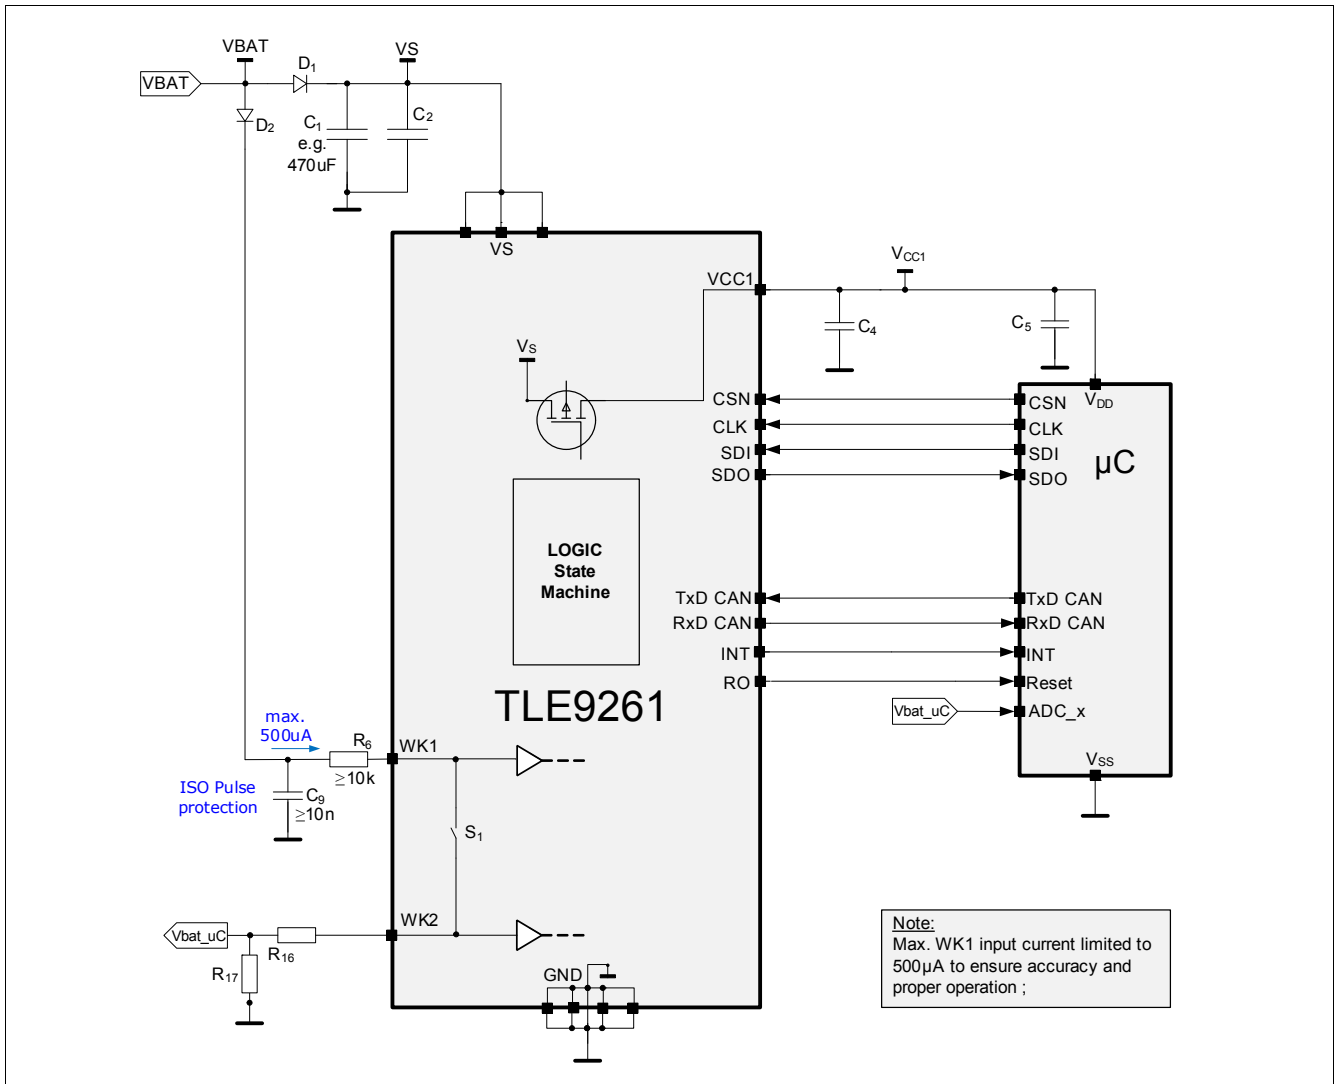 VBAT
VS
VBAT
D1
D2
C1
e.g.
470uF
C2
VS
VCC1
VCC1
C4
C5
VS
VDD
CSN
CSN
CLK
CLK
SDI
SDI
SDO
SDO
µC
LOGIC
State
Machine
TxD CAN
TxD CAN
RxD CAN
RxD CAN
INT
INT
RO
Reset
TLE9261
Vbat_uC
ADC_x
max.
500uA
R6
≥10k
WK1
VSS
ISO Pulse
protection
C9
≥10n
S1
WK2
Vbat_uC
R16
R17
GND
Note:
Max. WK1 input current limited to
500µA to ensure accuracy and
proper operation ;